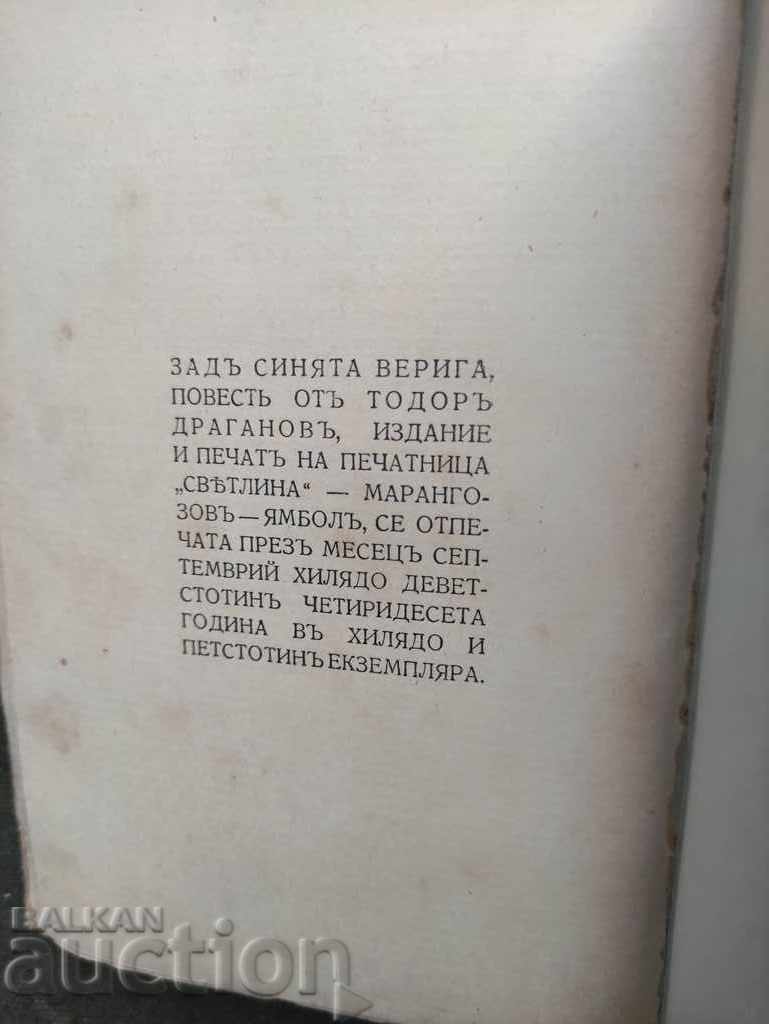 ЗАДЪ СИНЯТА ВЕРИГА,
ПОВЕСТЬ ОТЪ ТОДОРЪ
ДРАГАНОВЪ, ИЗДАНИЕ
И ПЕЧАТЪ НА ПЕЧАТНИЦА
„СВѢТЛИНА“ — МАРАНГО-
ЗОВЪ—ЯМБОЛЪ, СЕ ОТПЕ-
ЧАТА ПРЕЗЪ МЕСЕЦЪ СЕП-
ТЕМВРИЙ ХИЛЯДО ДЕВЕТ-
СТОТИНЪ ЧЕТИРИДЕСЕТА
ГОДИНА ВЪ ХИЛЯДО И
ПЕТСТОТИНЪ ЕКЗЕМПЛЯРА.
BALKAN
auction